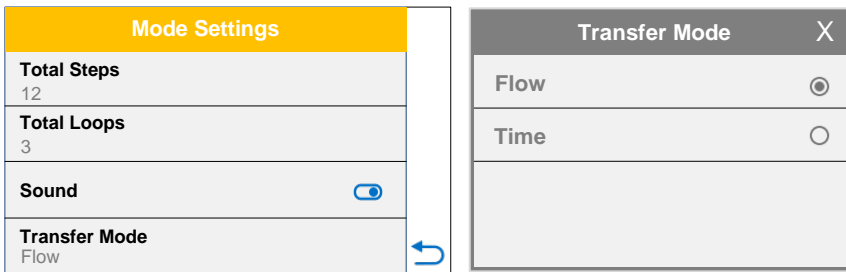 Mode Settings
Total Steps
12
Total Loops
3
Sound
Transfer Mode
Flow
Transfer Mode X
Flow
Time